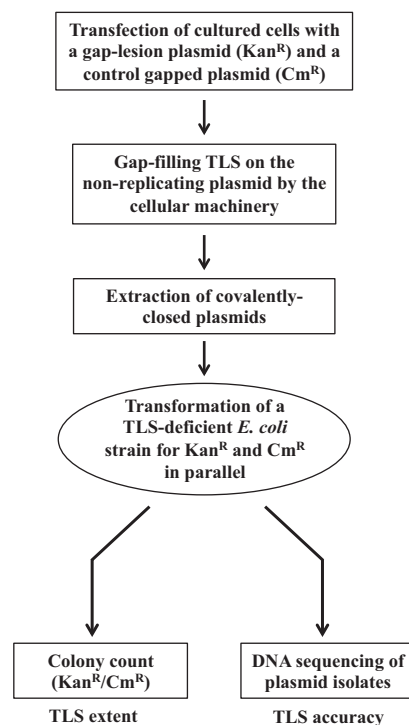 Transfection of cultured cells with
a gap-lesion plasmid (Kanᴿ) and a
control gapped plasmid (Cmᴿ)
Gap-filling TLS on the
non-replicating plasmid by the
cellular machinery
Extraction of covalently-
closed plasmids
Transformation of a
TLS-deficient E. coli
strain for Kanᴿ and Cmᴿ
in parallel
Colony count
(Kanᴿ/Cmᴿ)
TLS extent
DNA sequencing of
plasmid isolates
TLS accuracy